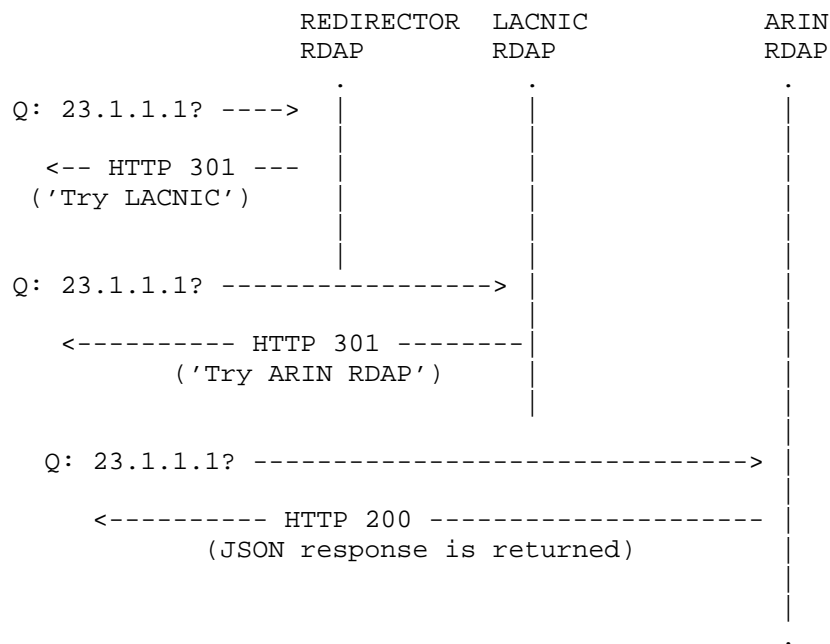 REDIRECTOR LACNIC ARIN
RDAP RDAP RDAP
. . .
Q: 23.1.1.1? ---->
<-- HTTP 301 ---
('Try LACNIC')
Q: 23.1.1.1? ----------------->
<---------- HTTP 301 --------
('Try ARIN RDAP')
Q: 23.1.1.1? ------------------------------->
<---------- HTTP 200 ---------------------
(JSON response is returned)
.